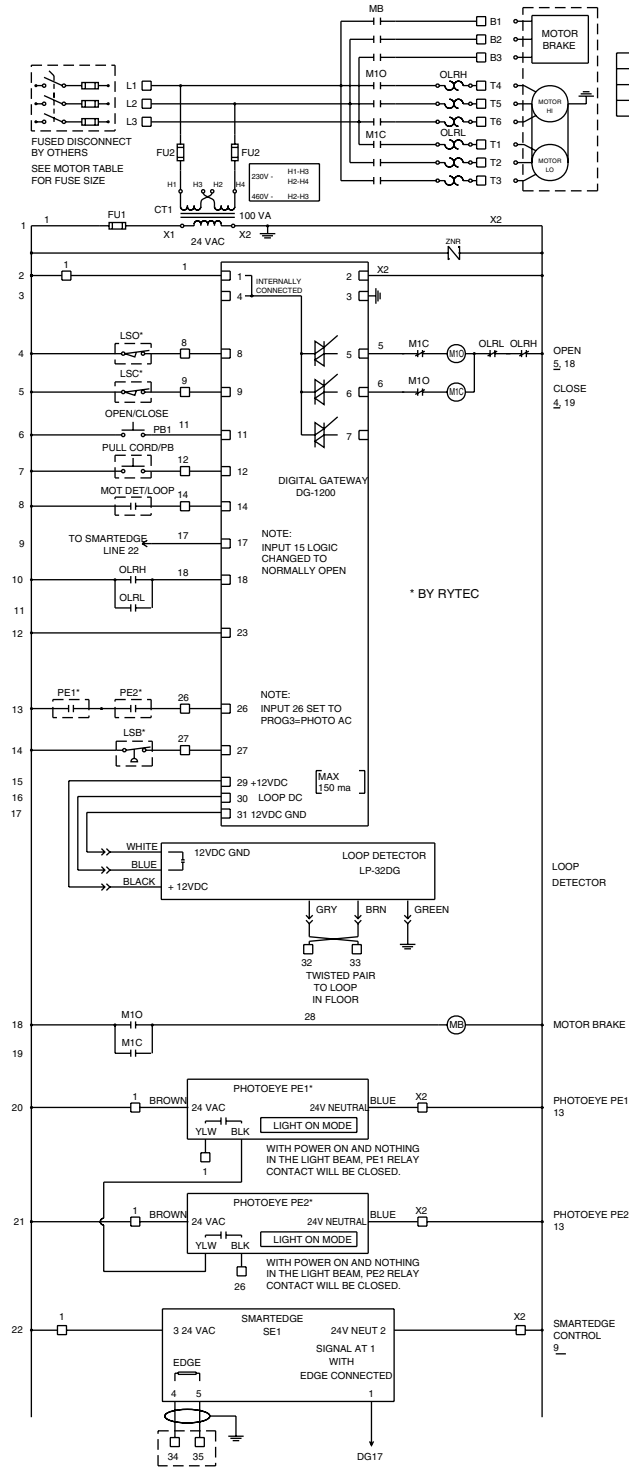 MB
B1
B2
B3
MOTOR
BRAKE
L1
L2
L3
M1O
OLRH
T4
T5
T6
MOTOR
HI
M1C
OLRL
T1
T2
T3
MOTOR
LO
FUSED DISCONNECT
BY OTHERS
SEE MOTOR TABLE
FOR FUSE SIZE
FU2
FU2
H1 H3 H2 H4
230V - H1-H3
H2-H4
460V - H2-H3
CT1
100 VA
1 1 FU1 X1 X2 X2
24 VAC
ZNR
2 1 1 1 2 X2
INTERNALLY
CONNECTED
3 4 3
LSO*
4 8 8 5 5 M1C M1O OLRL OLRH OPEN
5, 18
LSC*
5 9 9 6 6 M1O M1C CLOSE
4, 19
OPEN/CLOSE
6 PB1 11 11 7
PULL CORD/PB
7 12 12
DIGITAL GATEWAY
DG-1200
MOT DET/LOOP
8 14 14
9 TO SMARTEDGE
LINE 22
17 17
NOTE:
INPUT 15 LOGIC
CHANGED TO
NORMALLY OPEN
10 OLRH 18 18
11 OLRL
* BY RYTEC
12 23
13 PE1* PE2* 26 26
NOTE:
INPUT 26 SET TO
PROG3=PHOTO AC
14 LSB* 27 27
15 29 +12VDC
16 30 LOOP DC
17 31 12VDC GND
MAX
150 ma
WHITE 12VDC GND
BLUE
BLACK + 12VDC
LOOP DETECTOR
LP-32DG
LOOP
DETECTOR
GRY BRN GREEN
32 33
TWISTED PAIR
TO LOOP
IN FLOOR
18 M1O 28 MB MOTOR BRAKE
19 M1C
PHOTOEYE PE1*
20 1 BROWN 24 VAC 24V NEUTRAL BLUE X2 PHOTOEYE PE1
13
YLW BLK LIGHT ON MODE
1
WITH POWER ON AND NOTHING
IN THE LIGHT BEAM, PE1 RELAY
CONTACT WILL BE CLOSED.
PHOTOEYE PE2*
21 1 BROWN 24 VAC 24V NEUTRAL BLUE X2 PHOTOEYE PE2
13
YLW BLK LIGHT ON MODE
26
WITH POWER ON AND NOTHING
IN THE LIGHT BEAM, PE2 RELAY
CONTACT WILL BE CLOSED.
SMARTEDGE
SE1
22 1 3 24 VAC 24V NEUT 2 X2 SMARTEDGE
CONTROL
9
SIGNAL AT 1
WITH
EDGE CONNECTED
EDGE
4 5 1
34 35
DG17